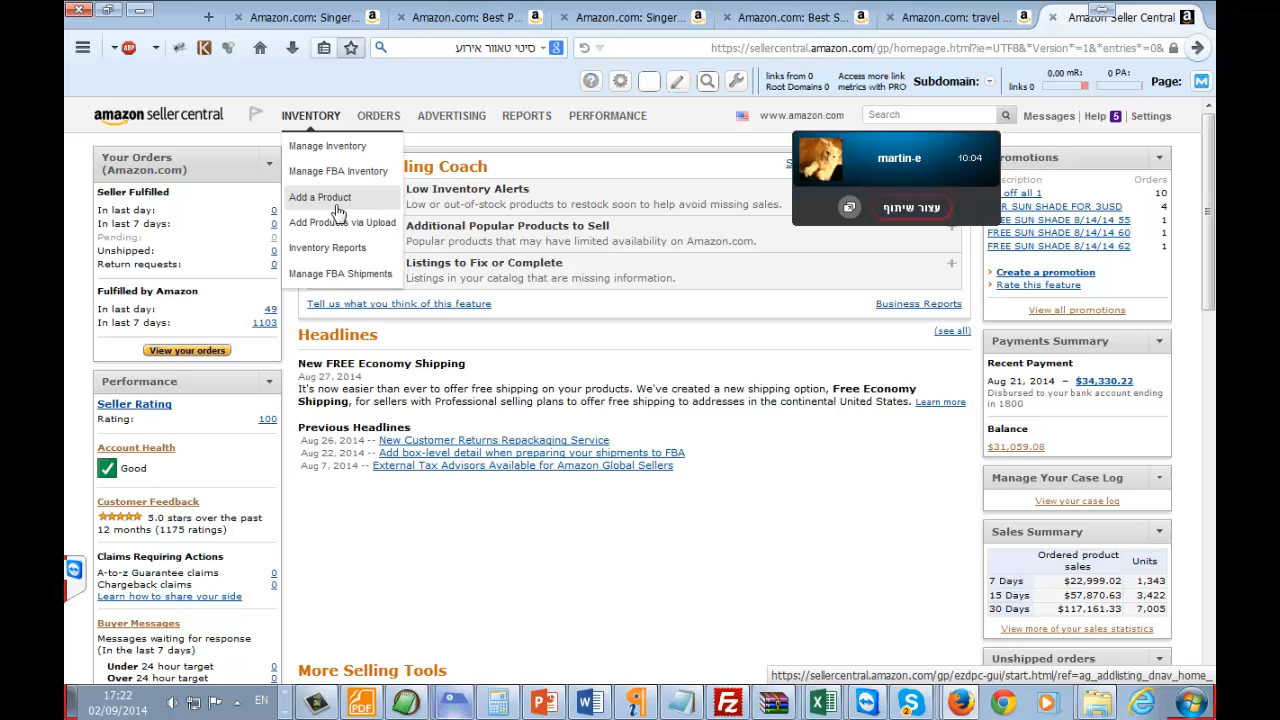 Amazon.com: Singer...
Amazon.com: Best P...
Amazon.com: Singer...
Amazon.com: Best S...
Amazon.com: travel ...
Amazon Seller Central
סיטי טאוור אירוע
https://sellercentral.amazon.com/gp/homepage.html?ie=UTF8&*Version*=1&*entries*=0&
links from 0
Root Domains 0
Access more link
metrics with PRO
Subdomain:
links 0
0.00 mR:
0 PA:
Page:
amazon seller central
INVENTORY
ORDERS
ADVERTISING
REPORTS
PERFORMANCE
www.amazon.com
Search
Messages
Help
5
Settings
Manage Inventory
Manage FBA Inventory
Add a Product
Add Products via Upload
Inventory Reports
Manage FBA Shipments
Your Orders
(Amazon.com)
Seller Fulfilled
In last day: 0
In last 7 days: 0
Pending: 0
Unshipped: 0
Return requests: 0
Fulfilled by Amazon
In last day: 49
In last 7 days: 1103
View your orders
Performance
Seller Rating
Rating: 100
Account Health
Good
Customer Feedback
5.0 stars over the past
12 months (1175 ratings)
Claims Requiring Actions
A-to-z Guarantee claims 0
Chargeback claims 0
Learn how to share your side
Buyer Messages
Messages waiting for response
(In the last 7 days)
Under 24 hour target 0
Over 24 hour target 0
ling Coach
Low Inventory Alerts
Low or out-of-stock products to restock soon to help avoid missing sales.
Additional Popular Products to Sell
Popular products that may have limited availability on Amazon.com.
Listings to Fix or Complete
Listings in your catalog that are missing information.
Tell us what you think of this feature
Business Reports
Headlines
(see all)
New FREE Economy Shipping
Aug 27, 2014
It's now easier than ever to offer free shipping on your products. We've created a new shipping option, Free Economy
Shipping, for sellers with Professional selling plans to offer free shipping to addresses in the continental United States. Learn more
Previous Headlines
Aug 26, 2014 -- New Customer Returns Repackaging Service
Aug 22, 2014 -- Add box-level detail when preparing your shipments to FBA
Aug 7, 2014 -- External Tax Advisors Available for Amazon Global Sellers
More Selling Tools
martin-e
10:04
עצור שיתוף
romotions
scription Orders
off all 1 10
R SUN SHADE FOR 3USD 4
FREE SUNSHADE 8/14/14 55 0
FREE SUNSHADE 8/14/14 62 0
Create a promotion
Rate this feature
View all promotions
Payments Summary
Recent Payment
Aug 21, 2014 – $34,330.22
Disbursed to your bank account ending
in 1800
Balance
$31,059.08
Manage Your Case Log
View your case log
Sales Summary
Ordered product
sales
Units
7 Days $22,999.02 1,343
15 Days $57,870.63 3,422
30 Days $117,161.33 7,005
View more of your sales statistics
Unshipped orders
https://sellercentral.amazon.com/gp/ezdpc-gui/start.html/ref=ag_addlisting_dnav_home_
17:22
02/09/2014
EN